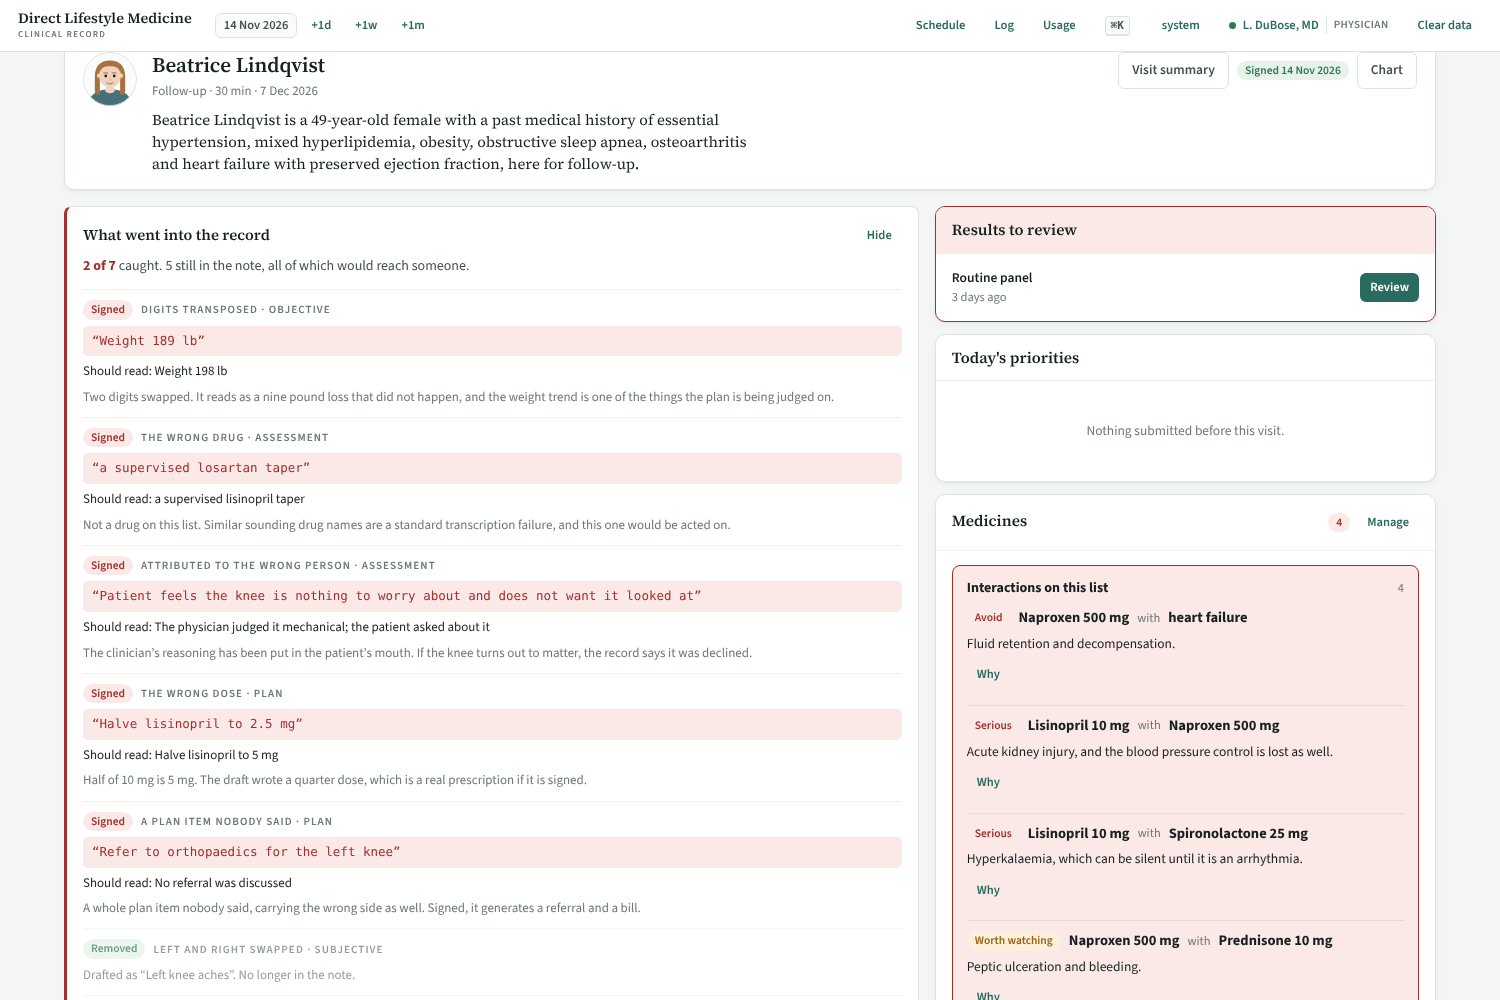 Direct Lifestyle Medicine
CLINICAL RECORD
14 Nov 2026
+1d
+1w
+1m
Schedule
Log
Usage
⌘K
system
L. DuBose, MD
PHYSICIAN
Clear data
Beatrice Lindqvist
Follow-up · 30 min · 7 Dec 2026
Visit summary
Signed 14 Nov 2026
Chart
Beatrice Lindqvist is a 49-year-old female with a past medical history of essential
hypertension, mixed hyperlipidemia, obesity, obstructive sleep apnea, osteoarthritis
and heart failure with preserved ejection fraction, here for follow-up.
What went into the record
Hide
2 of 7 caught. 5 still in the note, all of which would reach someone.
Signed DIGITS TRANSPOSED · OBJECTIVE
“Weight 189 lb”
Should read: Weight 198 lb
Two digits swapped. It reads as a nine pound loss that did not happen, and the weight trend is one of the things the plan is being judged on.
Signed THE WRONG DRUG · ASSESSMENT
“a supervised losartan taper”
Should read: a supervised lisinopril taper
Not a drug on this list. Similar sounding drug names are a standard transcription failure, and this one would be acted on.
Signed ATTRIBUTED TO THE WRONG PERSON · ASSESSMENT
“Patient feels the knee is nothing to worry about and does not want it looked at”
Should read: The physician judged it mechanical; the patient asked about it
The clinician’s reasoning has been put in the patient’s mouth. If the knee turns out to matter, the record says it was declined.
Signed THE WRONG DOSE · PLAN
“Halve lisinopril to 2.5 mg”
Should read: Halve lisinopril to 5 mg
Half of 10 mg is 5 mg. The draft wrote a quarter dose, which is a real prescription if it is signed.
Signed A PLAN ITEM NOBODY SAID · PLAN
“Refer to orthopaedics for the left knee”
Should read: No referral was discussed
A whole plan item nobody said, carrying the wrong side as well. Signed, it generates a referral and a bill.
Removed LEFT AND RIGHT SWAPPED · SUBJECTIVE
Drafted as “Left knee aches”. No longer in the note.
Results to review
Routine panel
3 days ago
Review
Today's priorities
Nothing submitted before this visit.
Medicines
4
Manage
Interactions on this list
4
Avoid Naproxen 500 mg with heart failure
Fluid retention and decompensation.
Why
Serious Lisinopril 10 mg with Naproxen 500 mg
Acute kidney injury, and the blood pressure control is lost as well.
Why
Serious Lisinopril 10 mg with Spironolactone 25 mg
Hyperkalaemia, which can be silent until it is an arrhythmia.
Why
Worth watching Naproxen 500 mg with Prednisone 10 mg
Peptic ulceration and bleeding.
Why